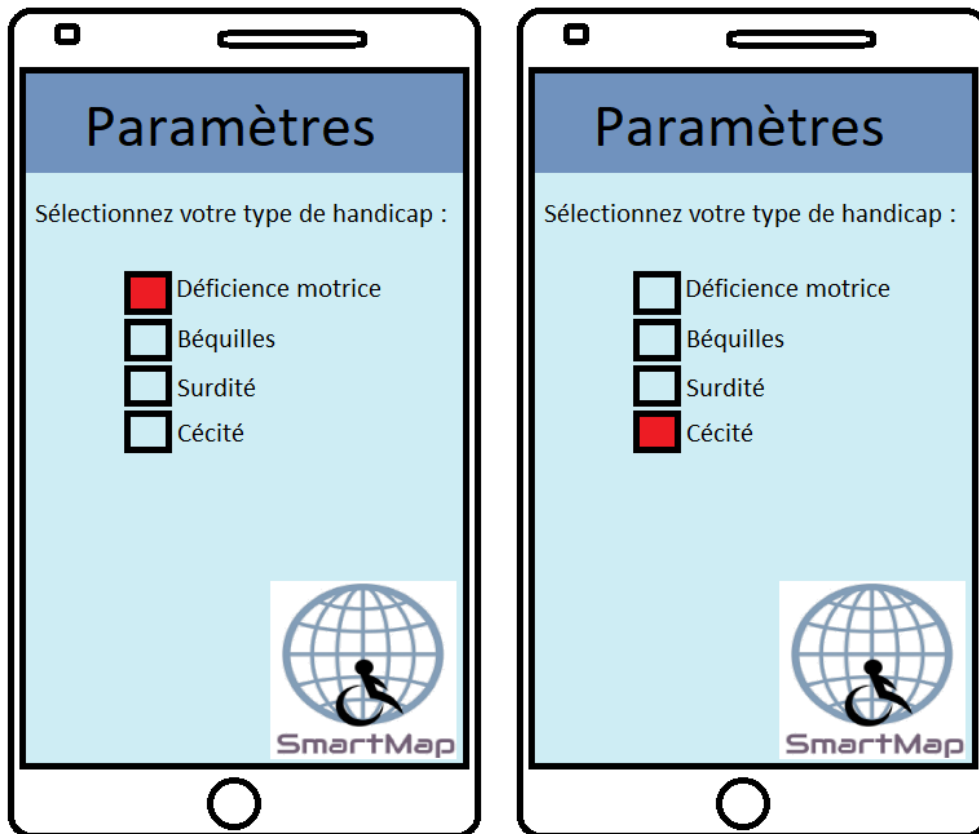 Paramètres
Sélectionnez votre type de handicap :
Déficience motrice
Béquilles
Surdité
Cécité
SmartMap
Paramètres
Sélectionnez votre type de handicap :
Déficience motrice
Béquilles
Surdité
Cécité
SmartMap